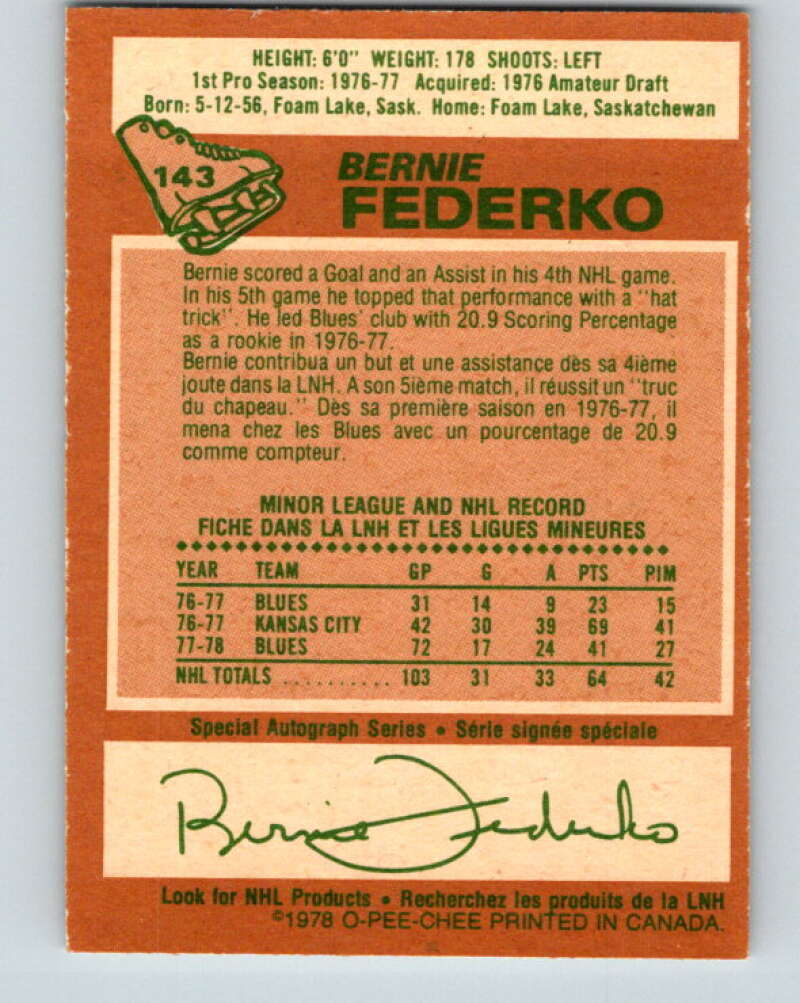 HEIGHT: 6'0" WEIGHT: 178 SHOOTS: LEFT
1st Pro Season: 1976-77 Acquired: 1976 Amateur Draft
Born: 5-12-56, Foam Lake, Sask. Home: Foam Lake, Saskatchewan
143
BERNIE
FEDERKO
Bernie scored a Goal and an Assist in his 4th NHL game.
In his 5th game he topped that performance with a "hat
trick". He led Blues' club with 20.9 Scoring Percentage
as a rookie in 1976-77.
Bernie contribua un but et une assistance dès sa 4ième
joute dans la LNH. A son 5ième match, il réussit un "truc
du chapeau." Dès sa première saison en 1976-77, il
mena chez les Blues avec un pourcentage de 20.9
comme compteur.
MINOR LEAGUE AND NHL RECORD
FICHE DANS LA LNH ET LES LIGUES MINEURES
YEAR TEAM GP G A PTS PIM
76-77 BLUES 31 14 9 23 15
76-77 KANSAS CITY 42 30 39 69 41
77-78 BLUES 72 17 24 41 27
NHL TOTALS .......... 103 31 33 64 42
Special Autograph Series • Série signée spéciale
Bernie Federko
Look for NHL Products • Recherchez les produits de la LNH
©1978 O-PEE-CHEE PRINTED IN CANADA.